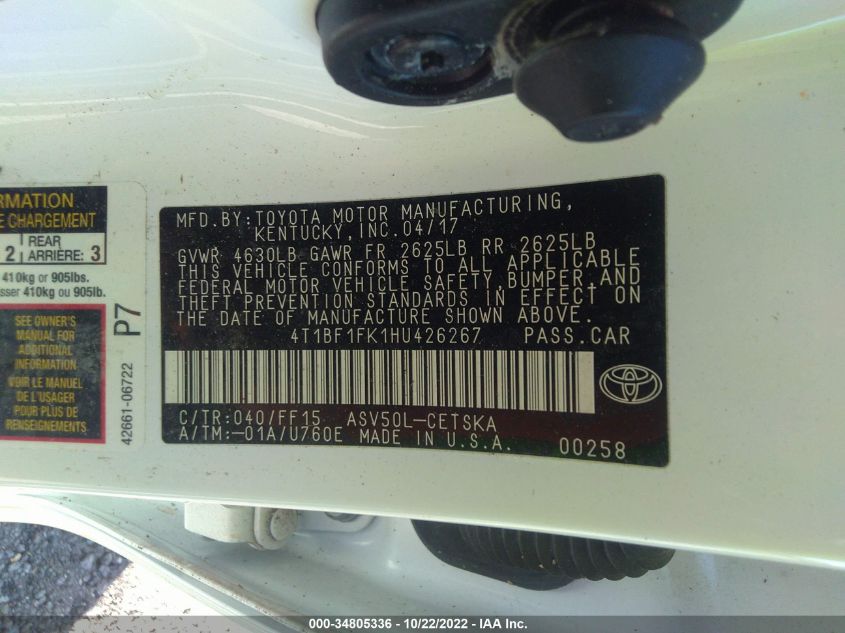 RMATION
E CHARGEMENT
2 REAR ARRIÈRE: 3
410kg or 905lbs.
sser 410kg ou 905lb.
SEE OWNER'S
MANUAL FOR
ADDITIONAL
INFORMATION
VOIR LE MANUEL
DE L'USAGER
POUR PLUS DE
RENSEIGNEMENTS
P7
42661-06722
MFD.BY:TOYOTA MOTOR MANUFACTURING,
KENTUCKY,INC.04/17
GVWR 4630LB GAWR FR 2625LB RR 2625LB
THIS VEHICLE CONFORMS TO ALL APPLICABLE
FEDERAL MOTOR VEHICLE SAFETY,BUMPER,AND
THEFT PREVENTION STANDARDS IN EFFECT ON
THE DATE OF MANUFACTURE SHOWN ABOVE.
4T1BF1FK1HU426267 PASS.CAR
C/TR:040/FF15 ASV50L-CETSKA
A/TM:-01A/U760E MADE IN U.S.A. 00258
000-34805336 - 10/22/2022 - IAA Inc.